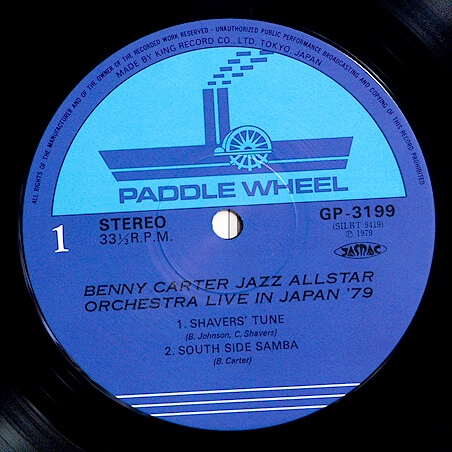 ALL RIGHTS OF THE MANUFACTURER AND OF THE OWNER OF THE RECORDED WORK RESERVED - UNAUTHORIZED PUBLIC PERFORMANCE BROADCASTING AND COPYING OF THIS RECORD PROHIBITED
MADE BY KING RECORD CO., LTD. TOKYO, JAPAN
PADDLE WHEEL
1
STEREO
33⅓ R.P.M.
GP-3199
(SILBT 9419)
Ⓟ 1979
JASRAC
BENNY CARTER JAZZ ALLSTAR
ORCHESTRA LIVE IN JAPAN '79
1. SHAVERS' TUNE
(B. Johnson, C. Shavers)
2. SOUTH SIDE SAMBA
(B. Carter)